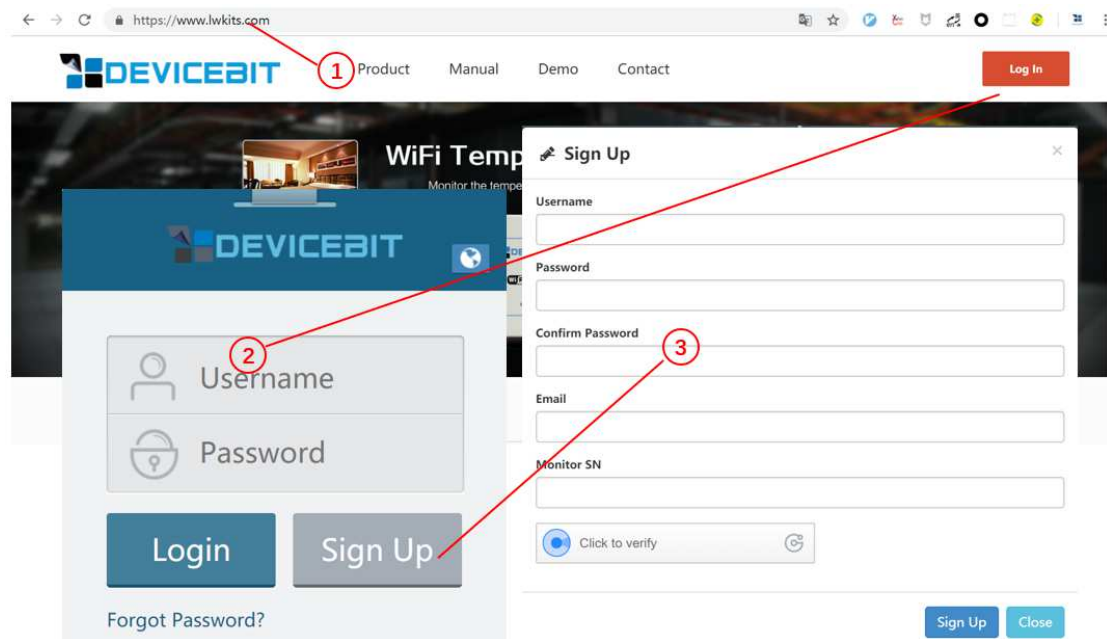 https://www.lwkits.com
DEVICEBIT
1
Product
Manual
Demo
Contact
Log In
WiFi Temp
Monitor the tempe
Sign Up
×
DEVICEBIT
Username
Password
Confirm Password
2
3
Username
Email
Password
Monitor SN
Login
Sign Up
Click to verify
Forgot Password?
Sign Up
Close